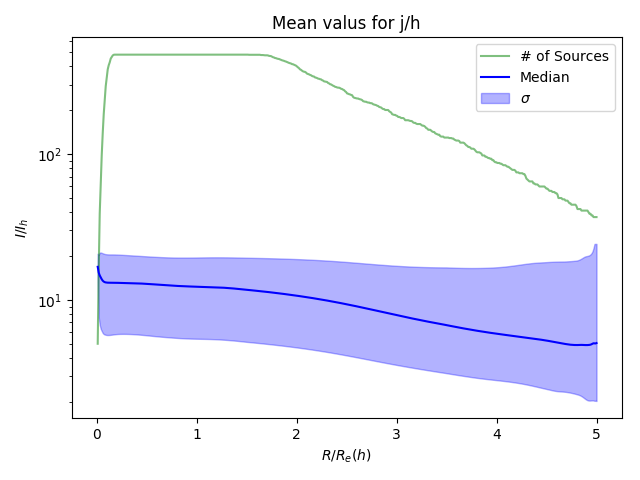 Mean valus for j/h
# of Sources
Median
σ
I/I_h
10²
10¹
0 1 2 3 4 5
R/R_e(h)